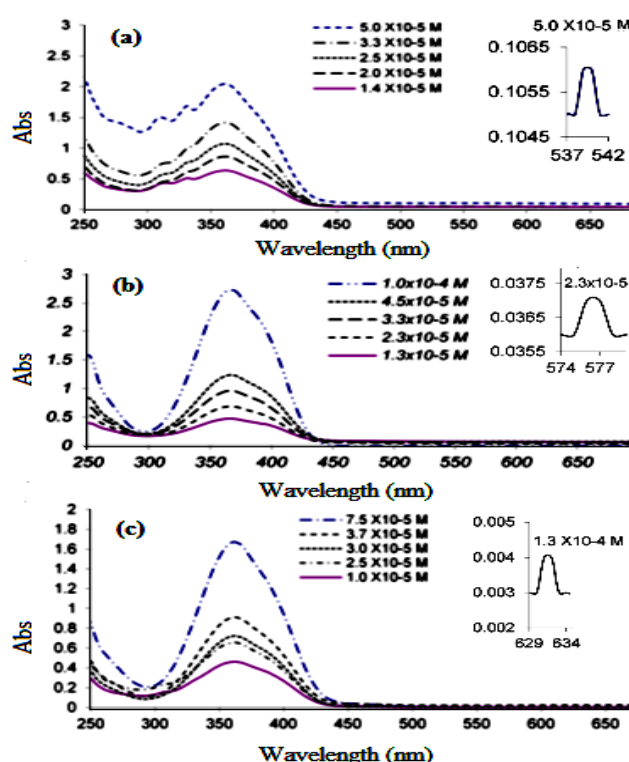 (a)
5.0 X10-5 M
3.3 X10-5 M
2.5 X10-5 M
2.0 X10-5 M
1.4 X10-5 M
5.0 X10-5 M
0.1065
0.1055
0.1045
537 542
3
2.5
2
1.5
1
0.5
0
Abs
250 300 350 400 450 500 550 600 650
Wavelength (nm)
(b)
1.0x10-4 M
4.5x10-5 M
3.3x10-5 M
2.3x10-5 M
1.3x10-5 M
2.3x10-5
0.0375
0.0365
0.0355
574 577
3
2.5
2
1.5
1
0.5
0
Abs
250 300 350 400 450 500 550 600 650
Wavelength (nm)
(c)
7.5 X10-5 M
3.7 X10-5 M
3.0 X10-5 M
2.5 X10-5 M
1.0 X10-5 M
1.3 X10-4 M
0.005
0.004
0.003
0.002
629 634
2
1.8
1.6
1.4
1.2
1
0.8
0.6
0.4
0.2
0
Abs
250 300 350 400 450 500 550 600 650
Wavelength (nm)